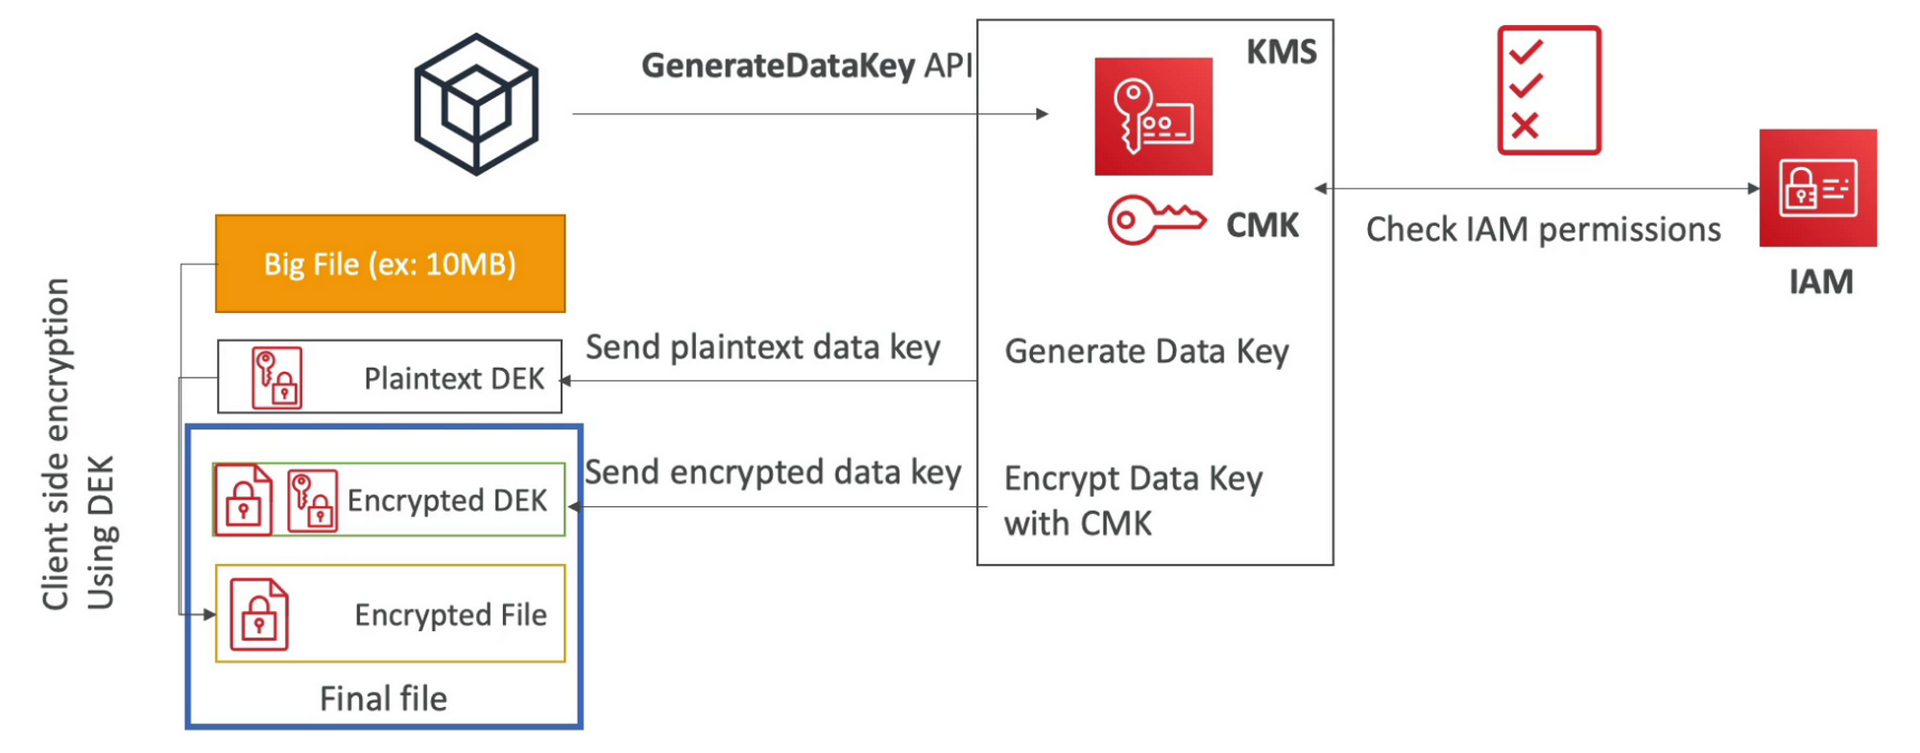 GenerateDataKey API
KMS
CMK
Check IAM permissions
IAM
Big File (ex: 10MB)
Client side encryption
Using DEK
Plaintext DEK
Send plaintext data key
Generate Data Key
Encrypted DEK
Send encrypted data key
Encrypt Data Key
with CMK
Encrypted File
Final file